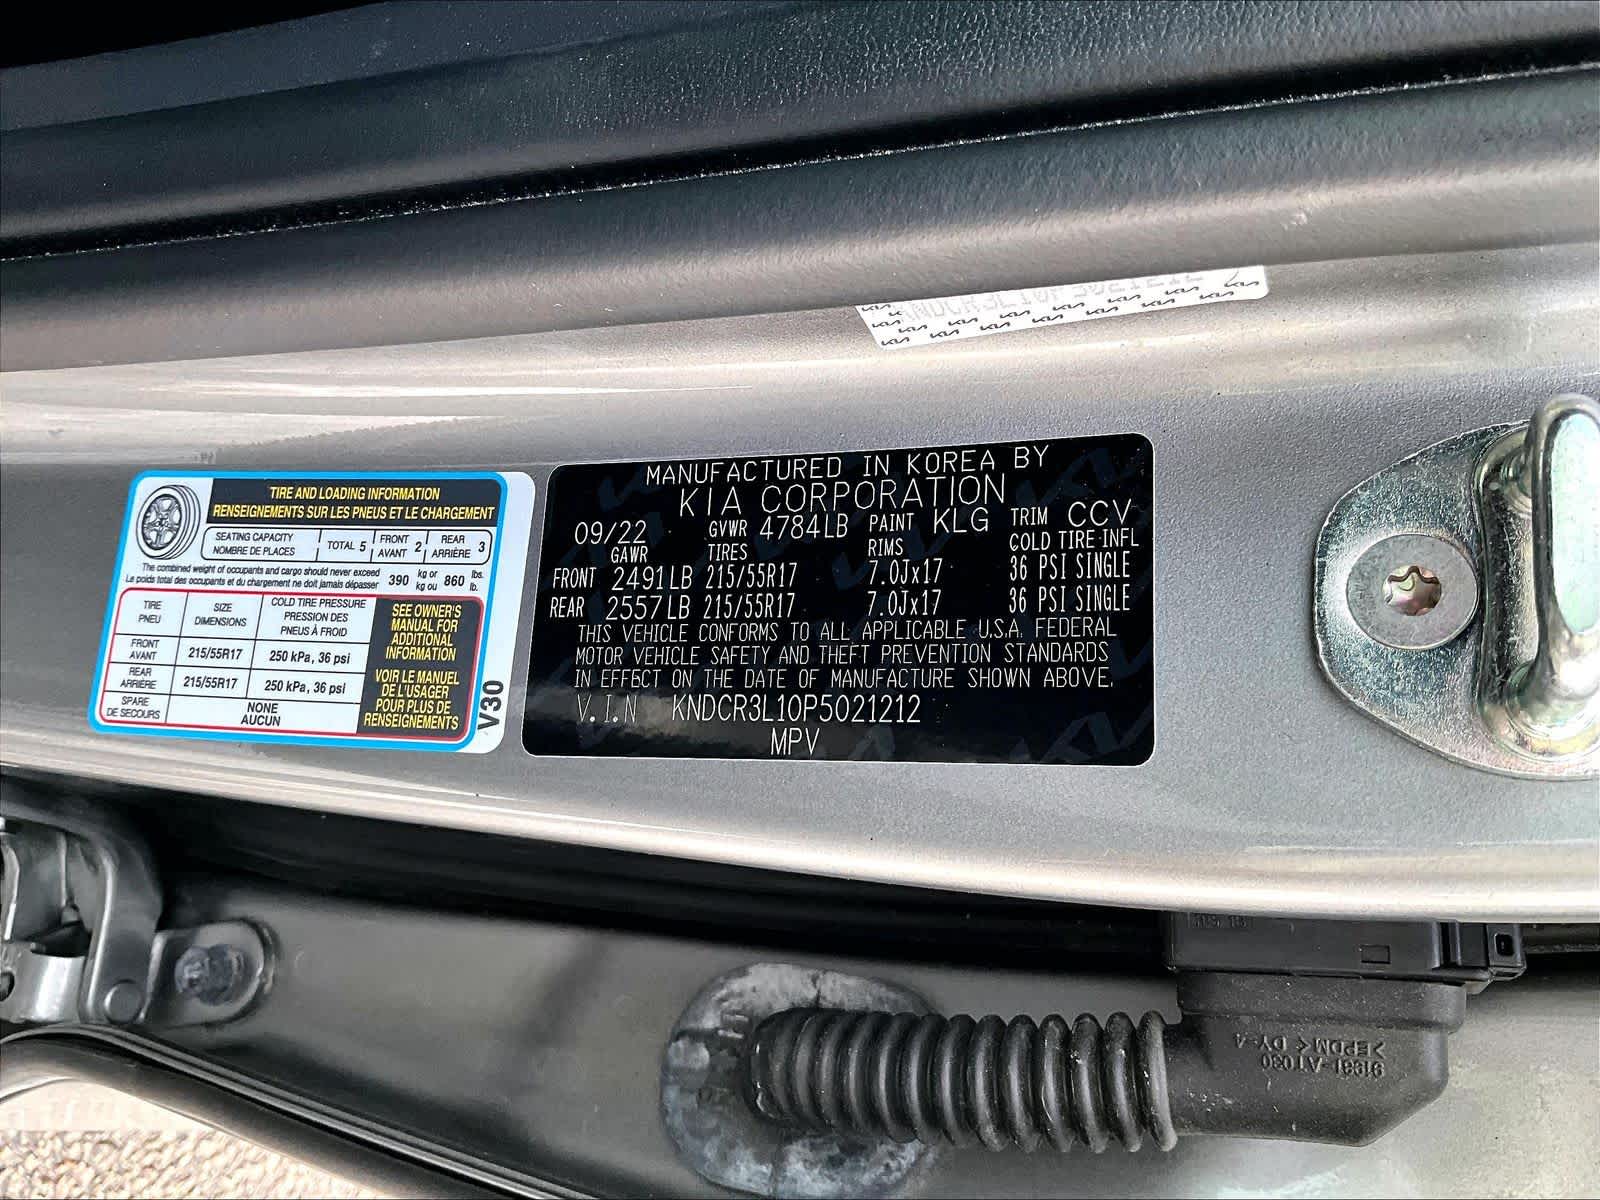 KNDCR3L10P5021212
TIRE AND LOADING INFORMATION
RENSEIGNEMENTS SUR LES PNEUS ET LE CHARGEMENT
SEATING CAPACITY
NOMBRE DE PLACES
TOTAL 5
FRONT
AVANT
2
REAR
ARRIÈRE
3
The combined weight of occupants and cargo should never exceed
Le poids total des occupants et du chargement ne doit jamais dépasser
390 kg or
kg ou
860 lbs.
lb.
TIRE
PNEU
SIZE
DIMENSIONS
COLD TIRE PRESSURE
PRESSION DES
PNEUS À FROID
FRONT
AVANT
215/55R17
250 kPa, 36 psi
REAR
ARRIÈRE
215/55R17
250 kPa, 36 psi
SPARE
DE SECOURS
NONE
AUCUN
SEE OWNER'S
MANUAL FOR
ADDITIONAL
INFORMATION
VOIR LE MANUEL
DE L'USAGER
POUR PLUS DE
RENSEIGNEMENTS
V30
MANUFACTURED IN KOREA BY
KIA CORPORATION
09/22 GVWR 4784LB PAINT KLG TRIM CCV
GAWR TIRES RIMS COLD TIRE INFL
FRONT 2491LB 215/55R17 7.0Jx17 36 PSI SINGLE
REAR 2557LB 215/55R17 7.0Jx17 36 PSI SINGLE
THIS VEHICLE CONFORMS TO ALL APPLICABLE U.S.A. FEDERAL
MOTOR VEHICLE SAFETY AND THEFT PREVENTION STANDARDS
IN EFFECT ON THE DATE OF MANUFACTURE SHOWN ABOVE.
V.I.N KNDCR3L10P5021212
MPV
91981-AT030
>EPDM< DY-4